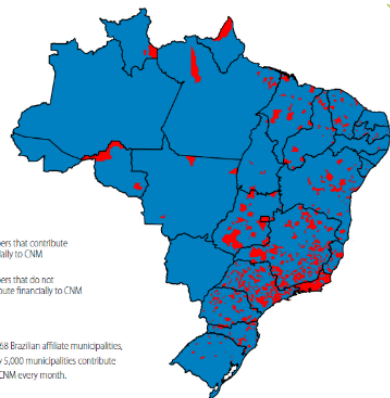 bers that contribute
ially to CNM
bers that do not
bute financially to CNM
68 Brazilian affiliate municipalities,
y 5,000 municipalities contribute
CNM every month.